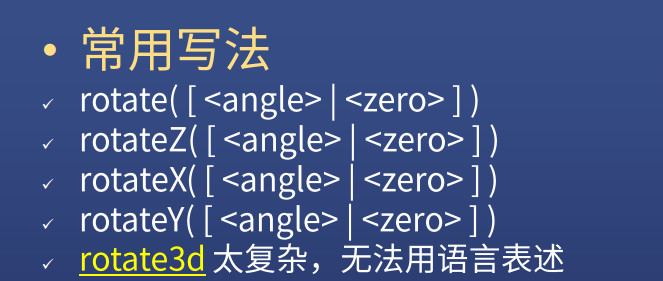 • 常用写法
✓ rotate( [ <angle> | <zero> ] )
✓ rotateZ( [ <angle> | <zero> ] )
✓ rotateX( [ <angle> | <zero> ] )
✓ rotateY( [ <angle> | <zero> ] )
✓ rotate3d 太复杂，无法用语言表述